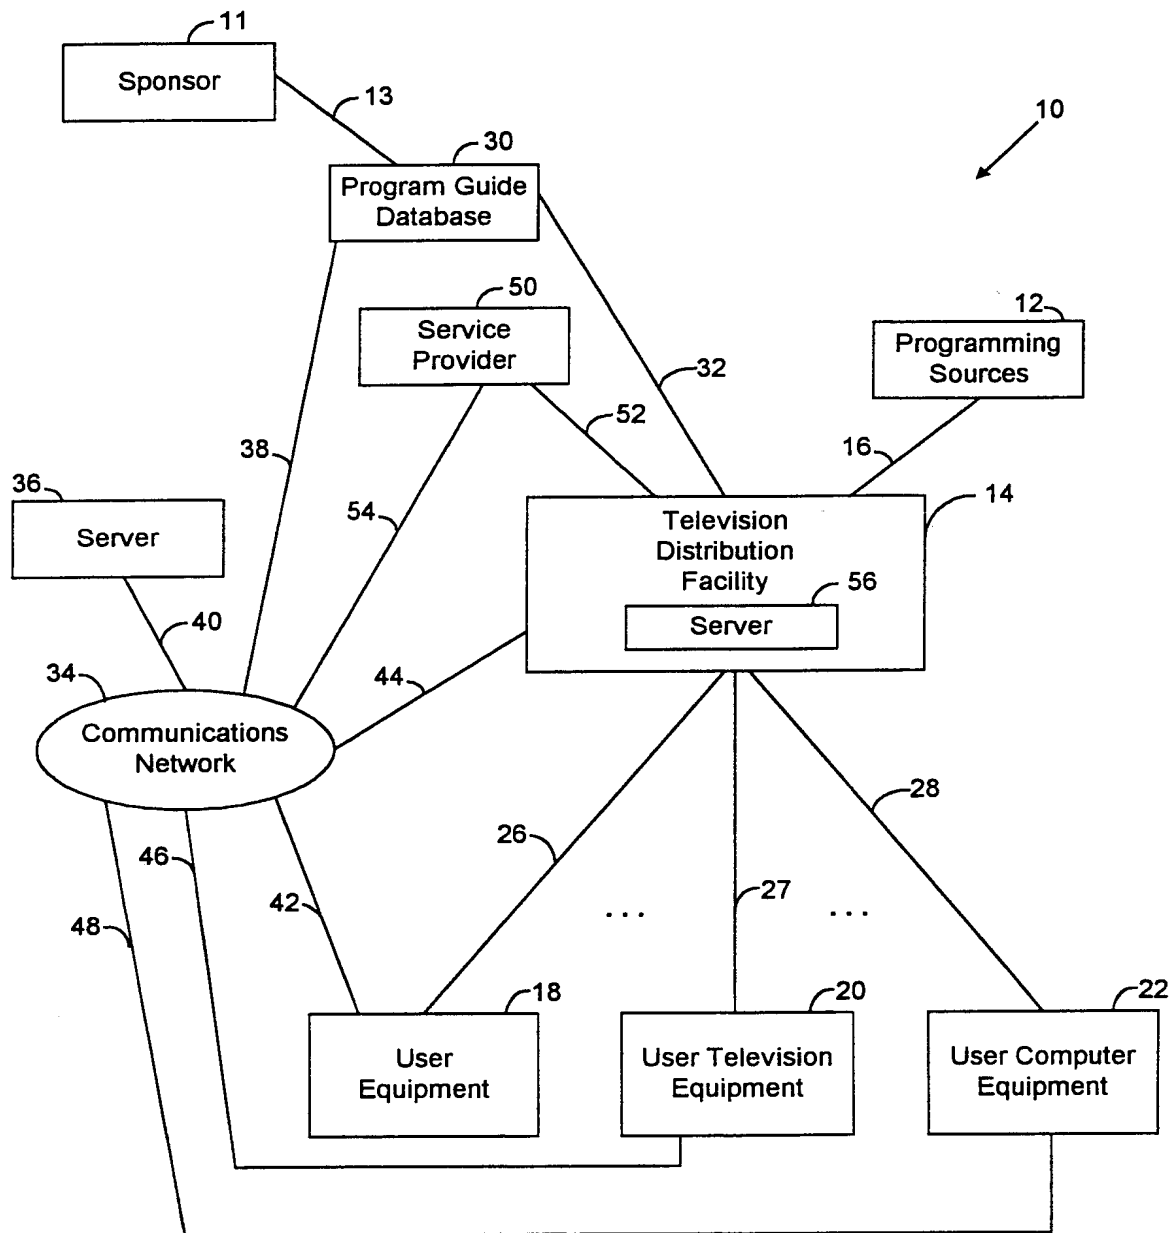 11
Sponsor
13
10
30
Program Guide
Database
50
Service
Provider
12
Programming
Sources
32
52
16
38
36
Server
54
14
Television
Distribution
Facility
56
Server
40
34
44
Communications
Network
28
26
46
42
27
48
... ...
18
User
Equipment
20
User Television
Equipment
22
User Computer
Equipment